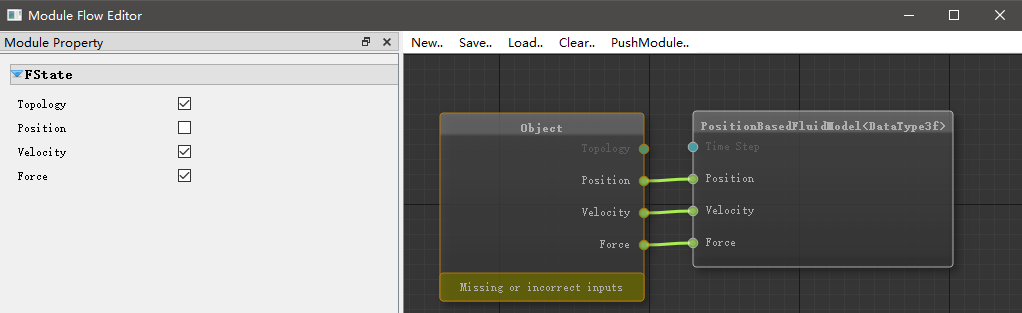 Module Flow Editor
Module Property
New.. Save.. Load.. Clear.. PushModule..
FState
Topology
Position
Velocity
Force
Object
Topology
Position
Velocity
Force
Missing or incorrect inputs
PositionBasedFluidModel<DataType3f>
Time Step
Position
Velocity
Force